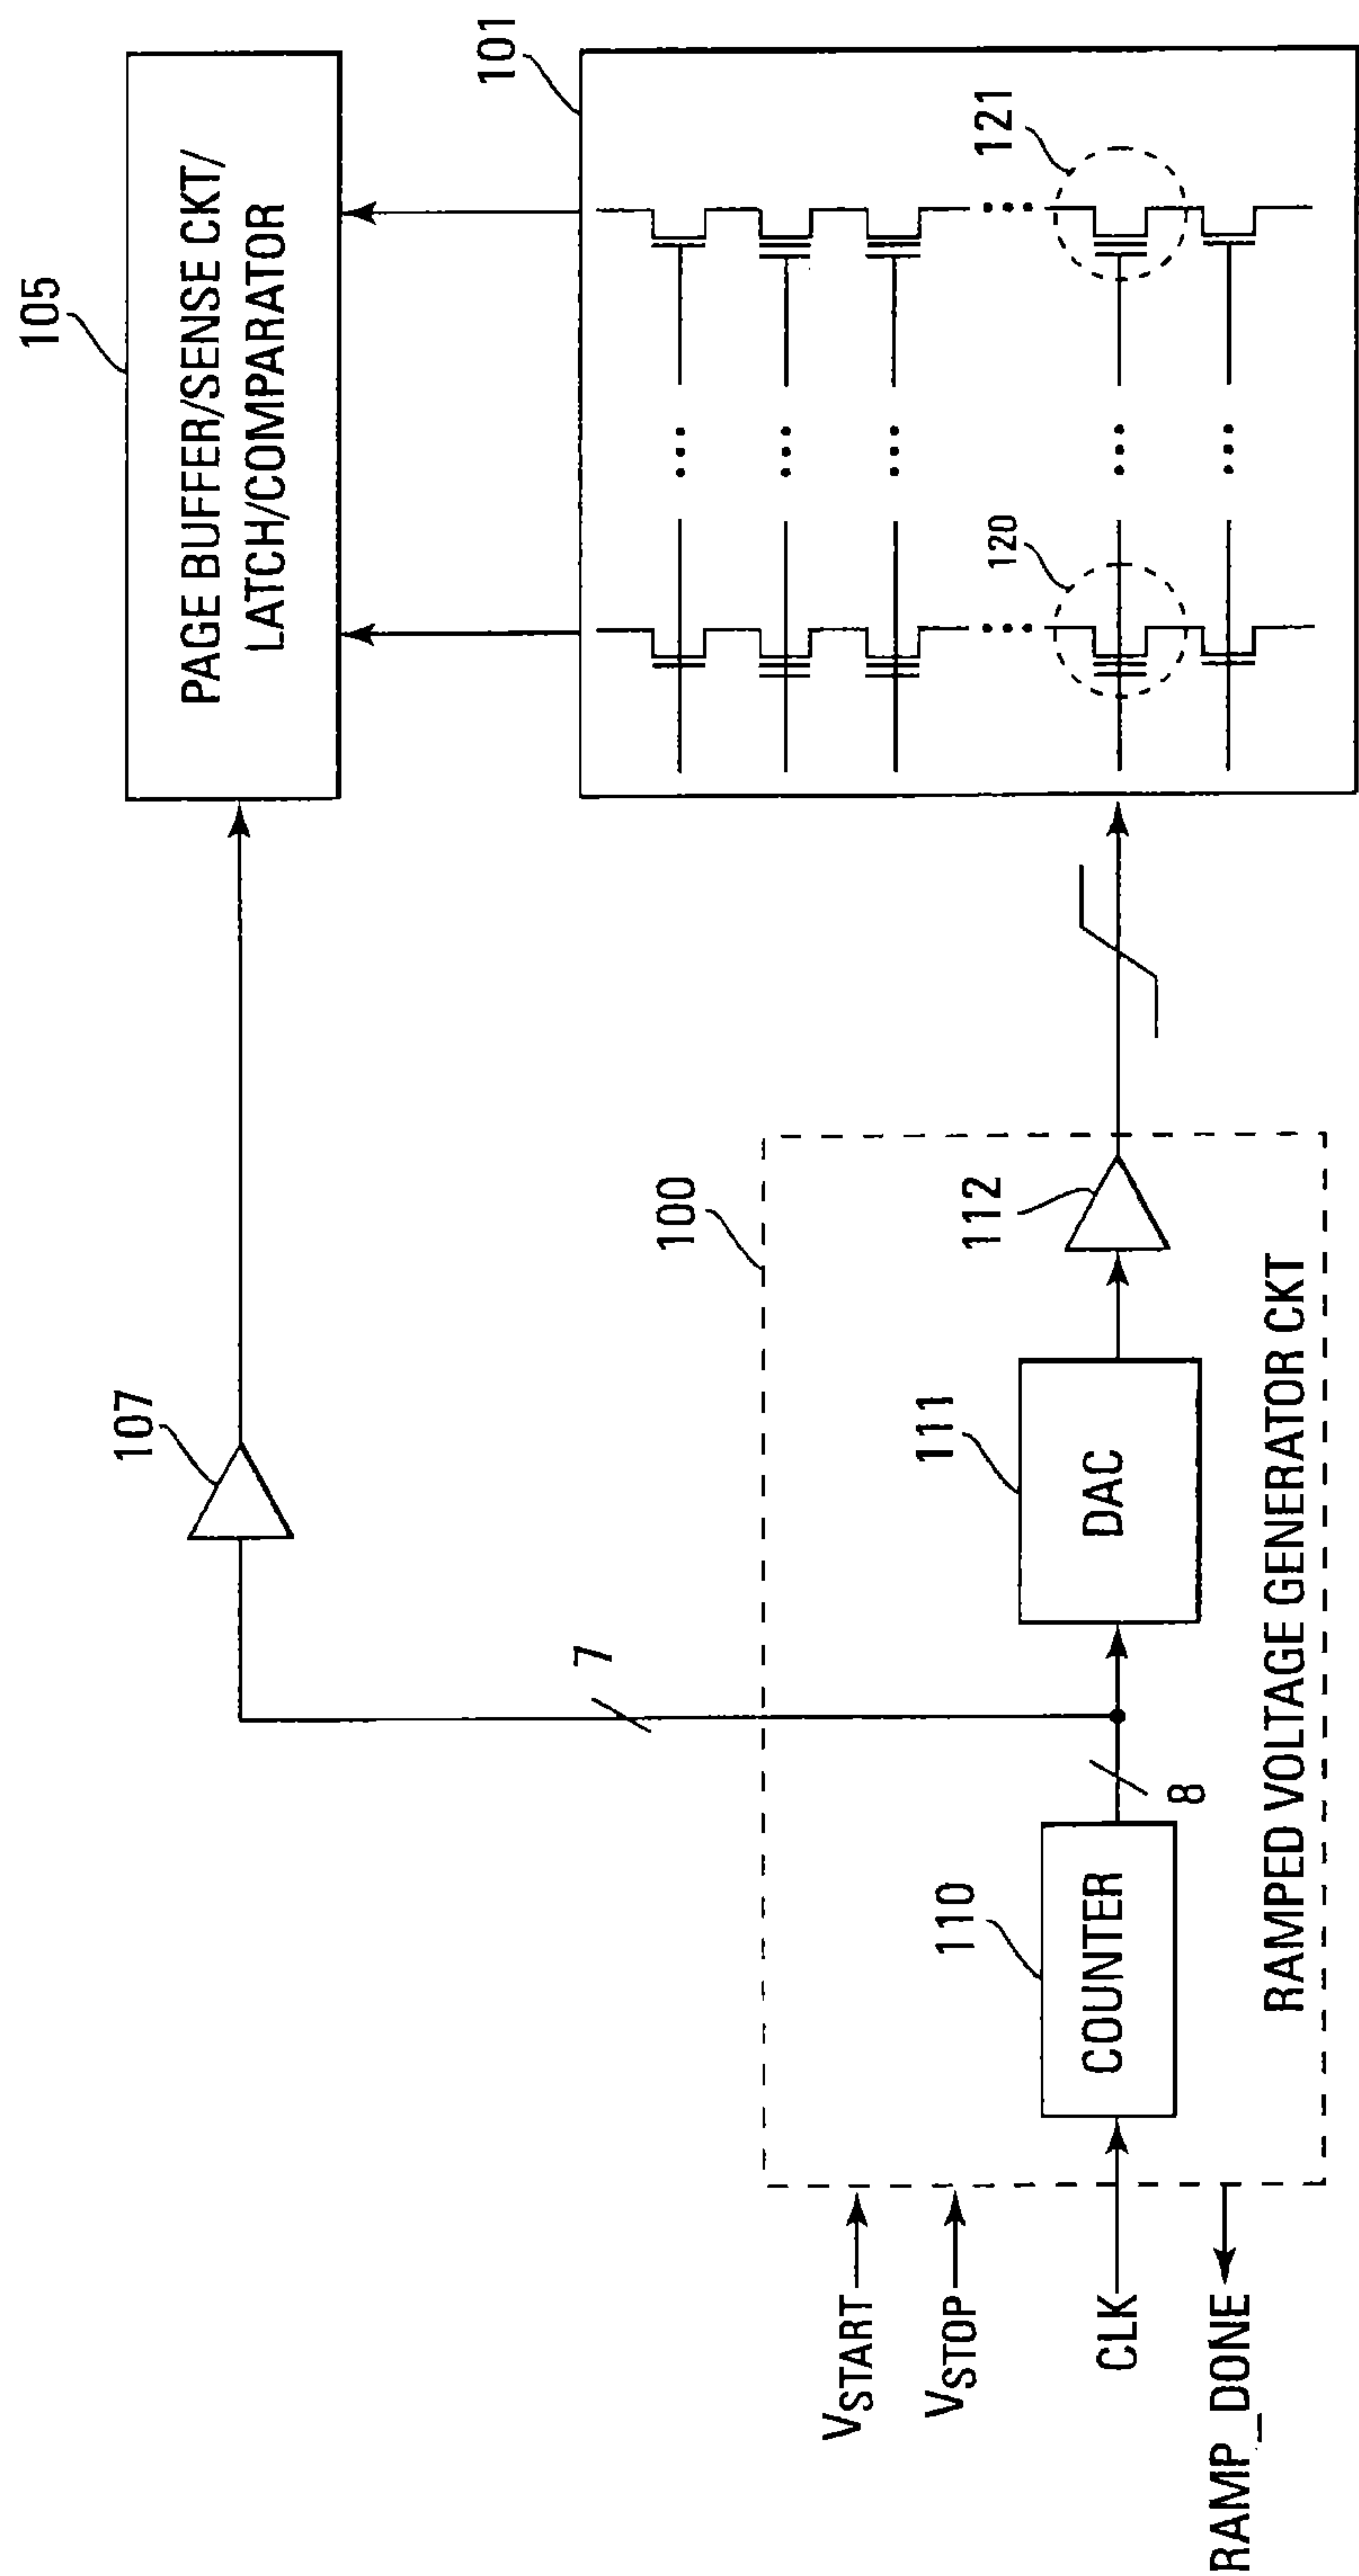 105
PAGE BUFFER/SENSE CKT/
LATCH/COMPARATOR
101
121
120
107
7
100
112
111
DAC
8
110
COUNTER
RAMPED VOLTAGE GENERATOR CKT
VSTART
VSTOP
CLK
RAMP_DONE